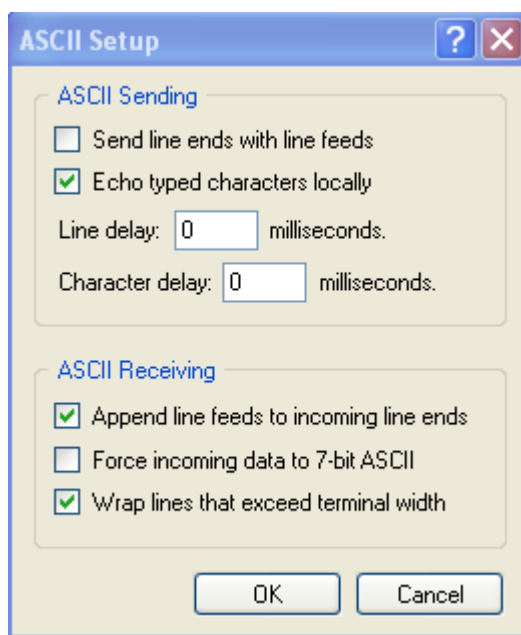 ASCII Setup
ASCII Sending
Send line ends with line feeds
Echo typed characters locally
Line delay: 0 milliseconds.
Character delay: 0 milliseconds.
ASCII Receiving
Append line feeds to incoming line ends
Force incoming data to 7-bit ASCII
Wrap lines that exceed terminal width
OK Cancel